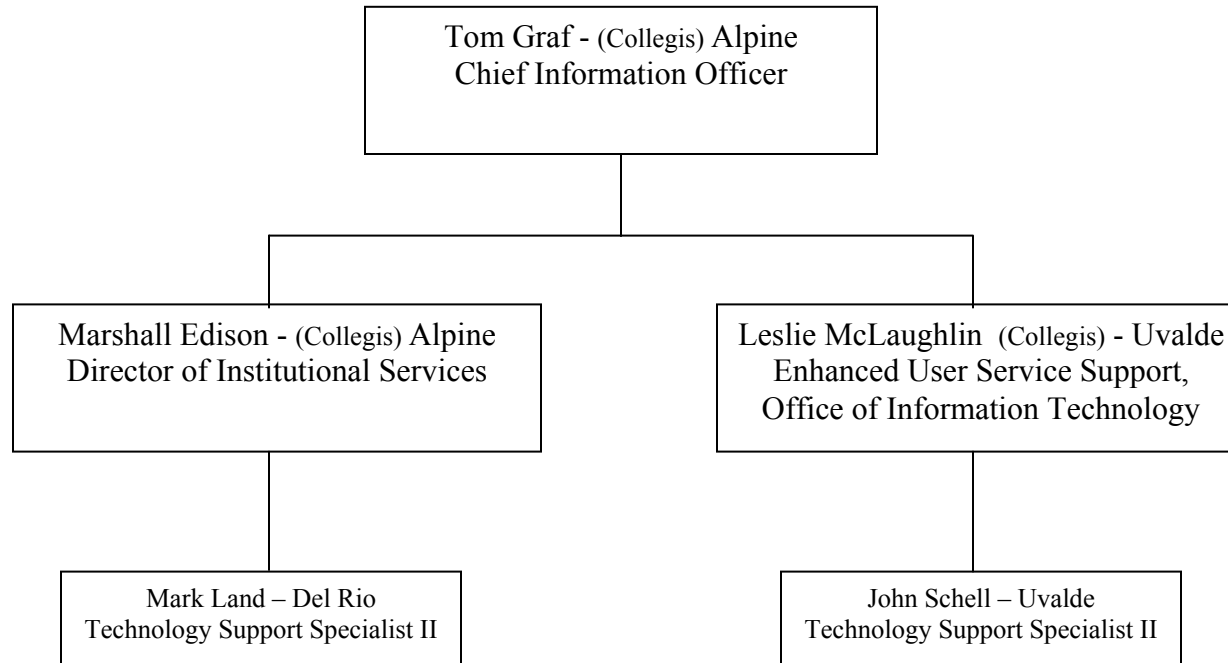 Tom Graf - (Collegis) Alpine
Chief Information Officer
Marshall Edison - (Collegis) Alpine
Director of Institutional Services
Leslie McLaughlin (Collegis) - Uvalde
Enhanced User Service Support,
Office of Information Technology
Mark Land – Del Rio
Technology Support Specialist II
John Schell – Uvalde
Technology Support Specialist II